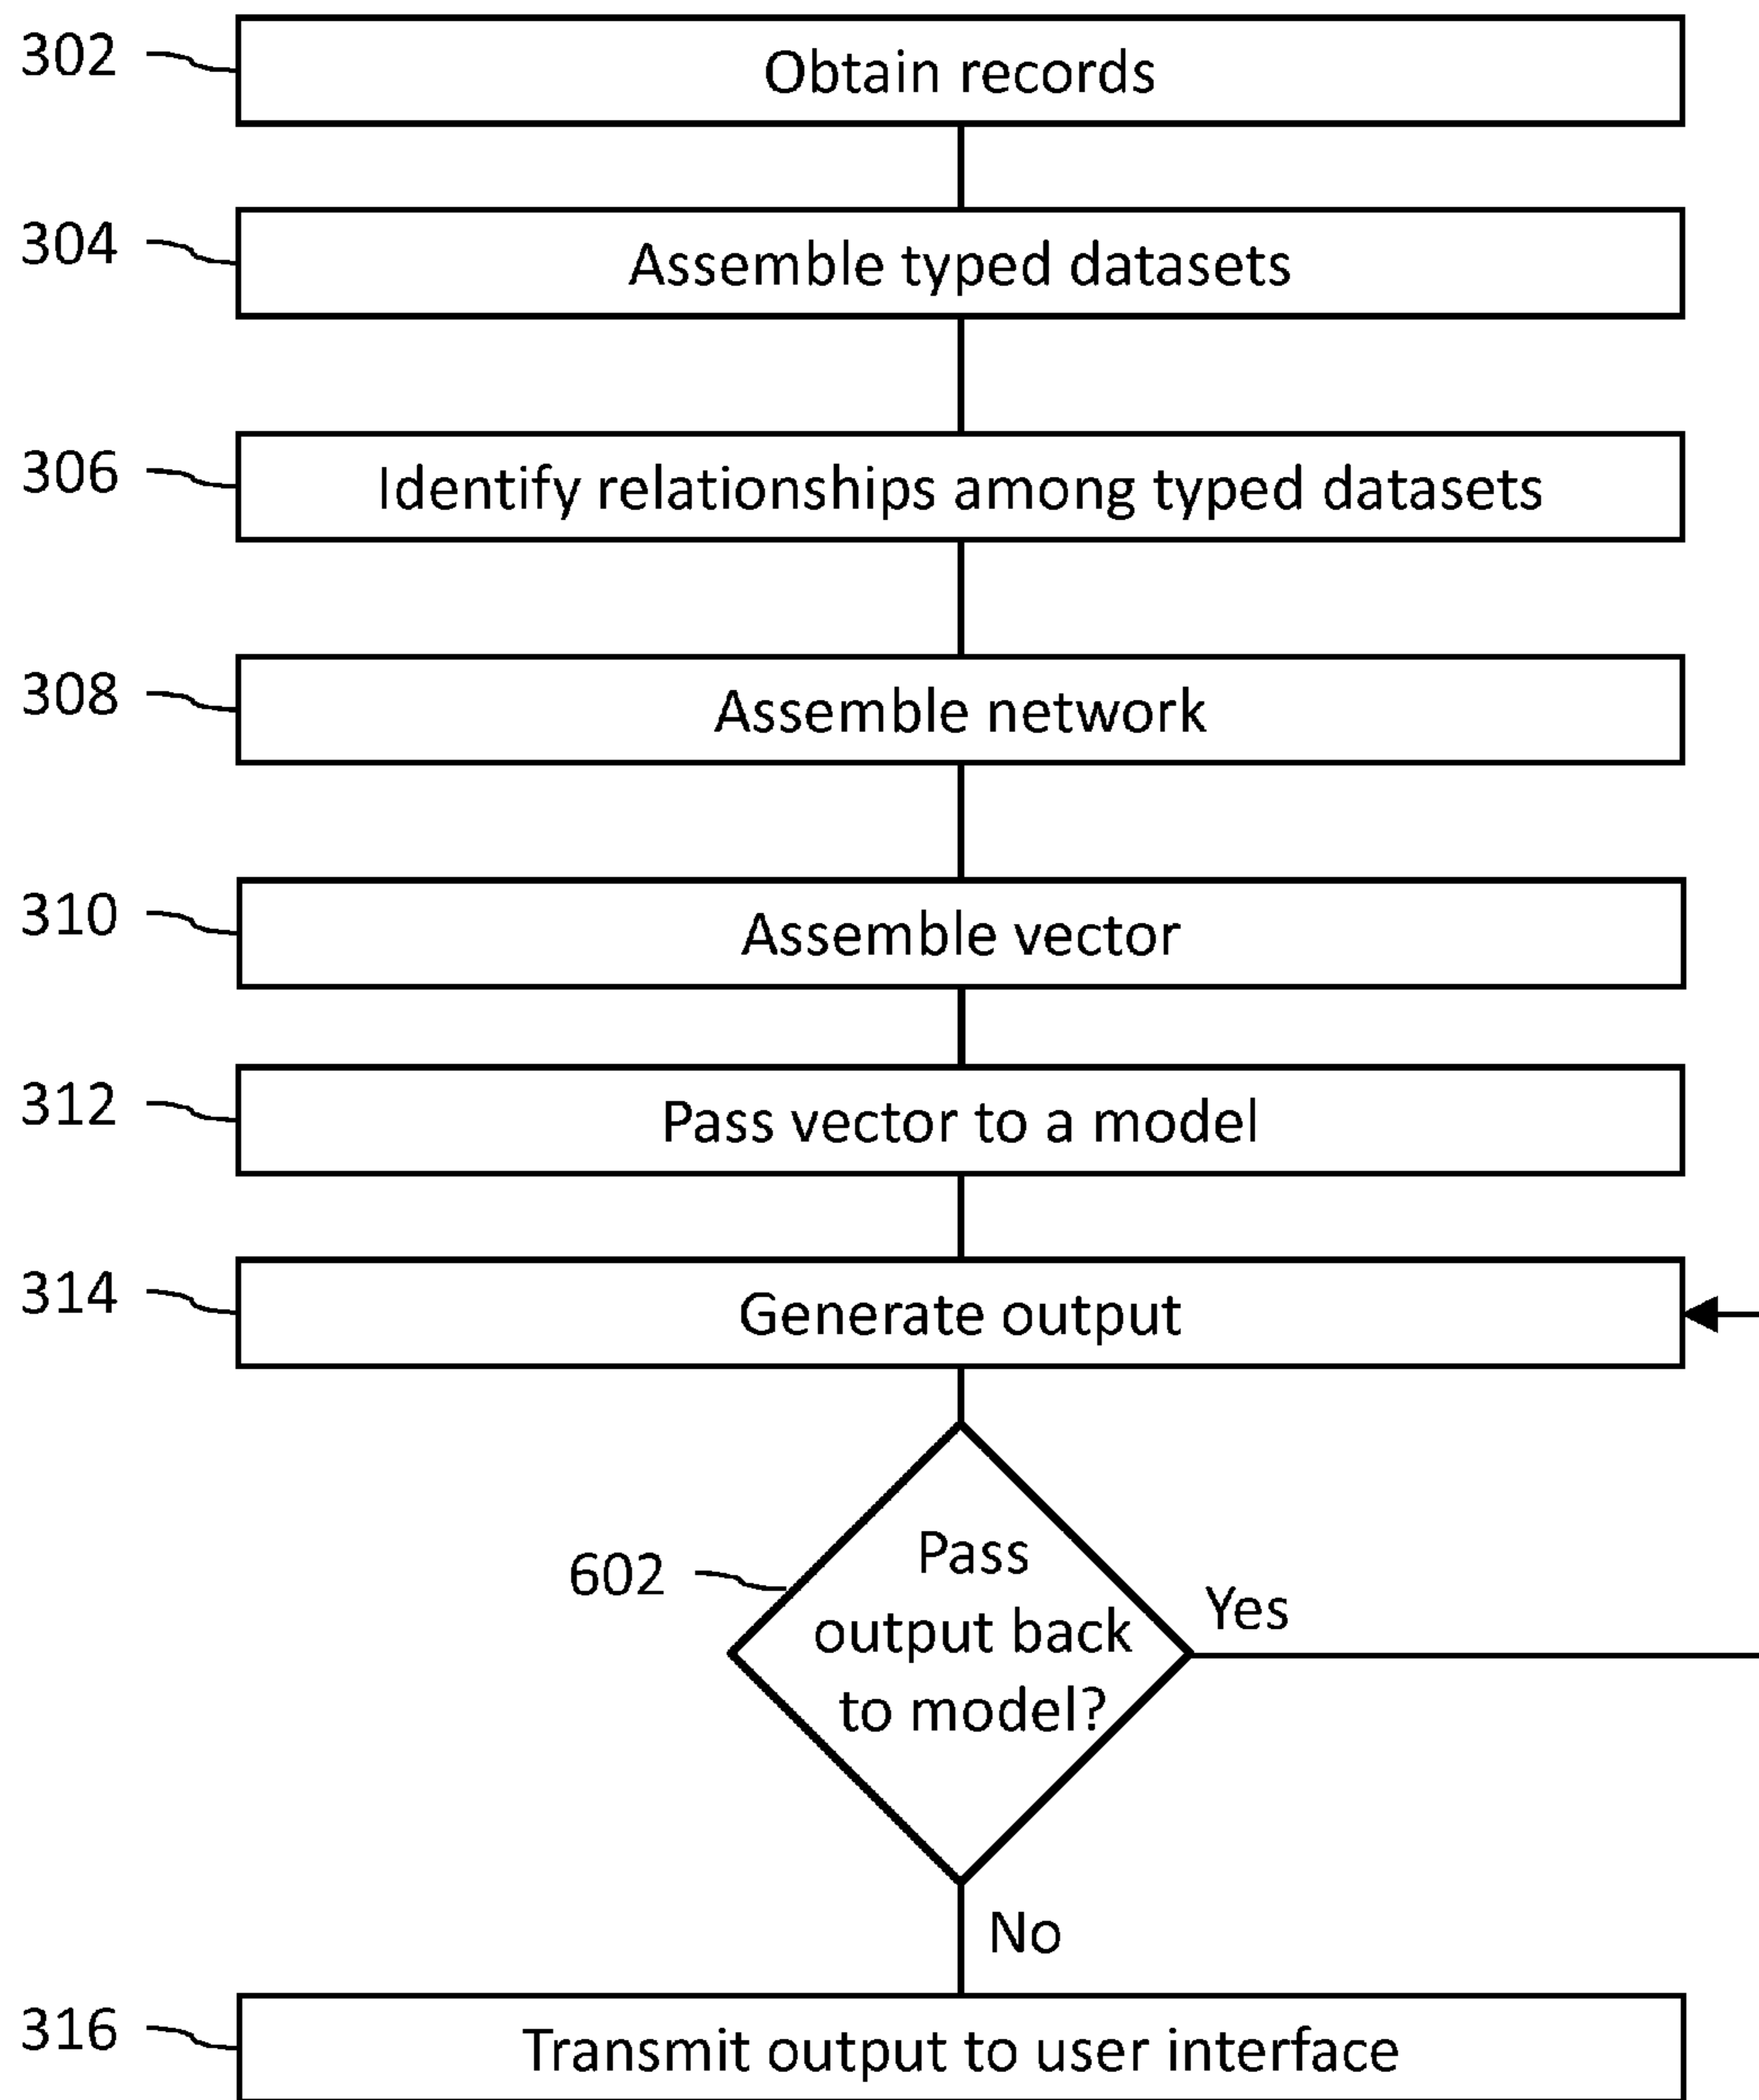 302
Obtain records
304
Assemble typed datasets
306
Identify relationships among typed datasets
308
Assemble network
310
Assemble vector
312
Pass vector to a model
314
Generate output
602
Pass
output back
to model?
Yes
No
316
Transmit output to user interface